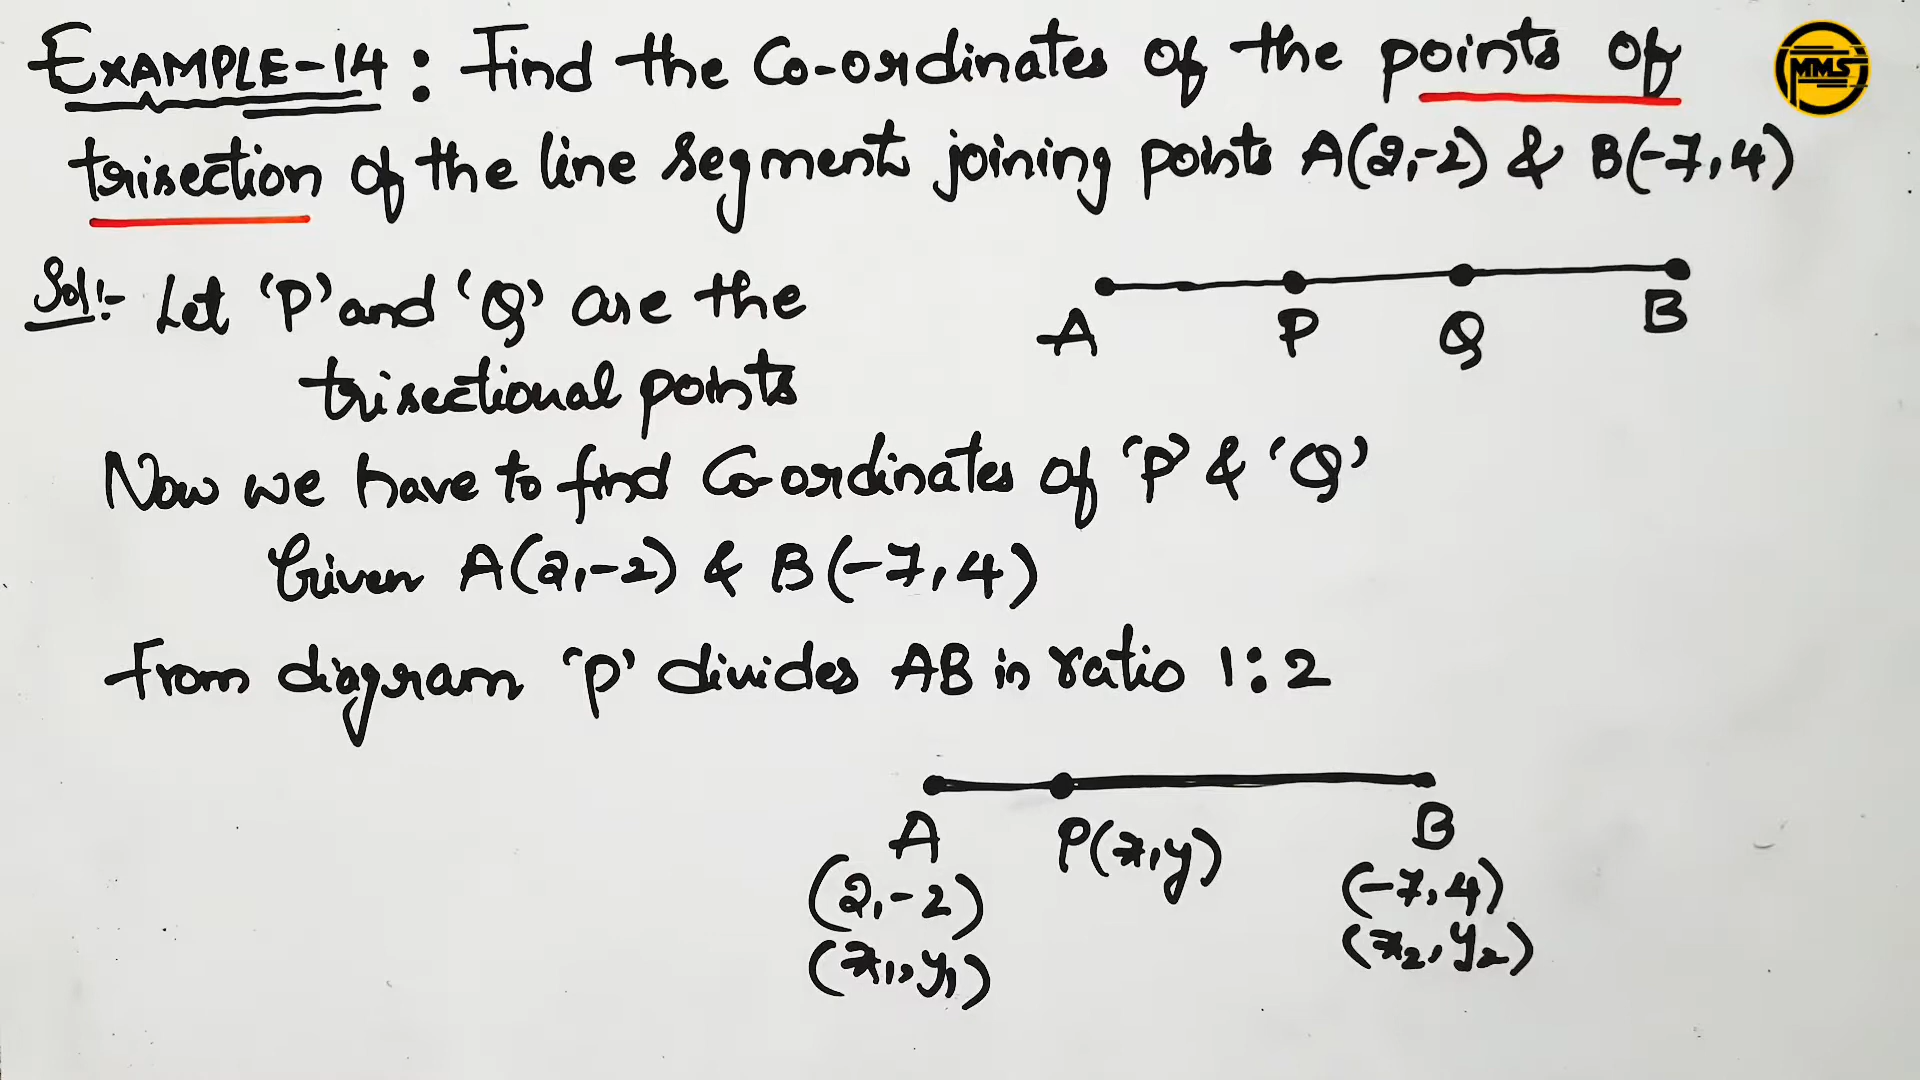 EXAMPLE-14: Find the Co-ordinates of the points of
trisection of the line segment joining points A(2,-2) & B(-7,4)
Sol:- Let 'P' and 'Q' are the
trisectional points
A P Q B
Now we have to find Co-ordinates of 'P' & 'Q'
Given A(2,-2) & B(-7,4)
From diagram 'P' divides AB in ratio 1:2
A P(x,y) B
(2,-2) (-7,4)
(x₁,y₁) (x₂,y₂)
MMS